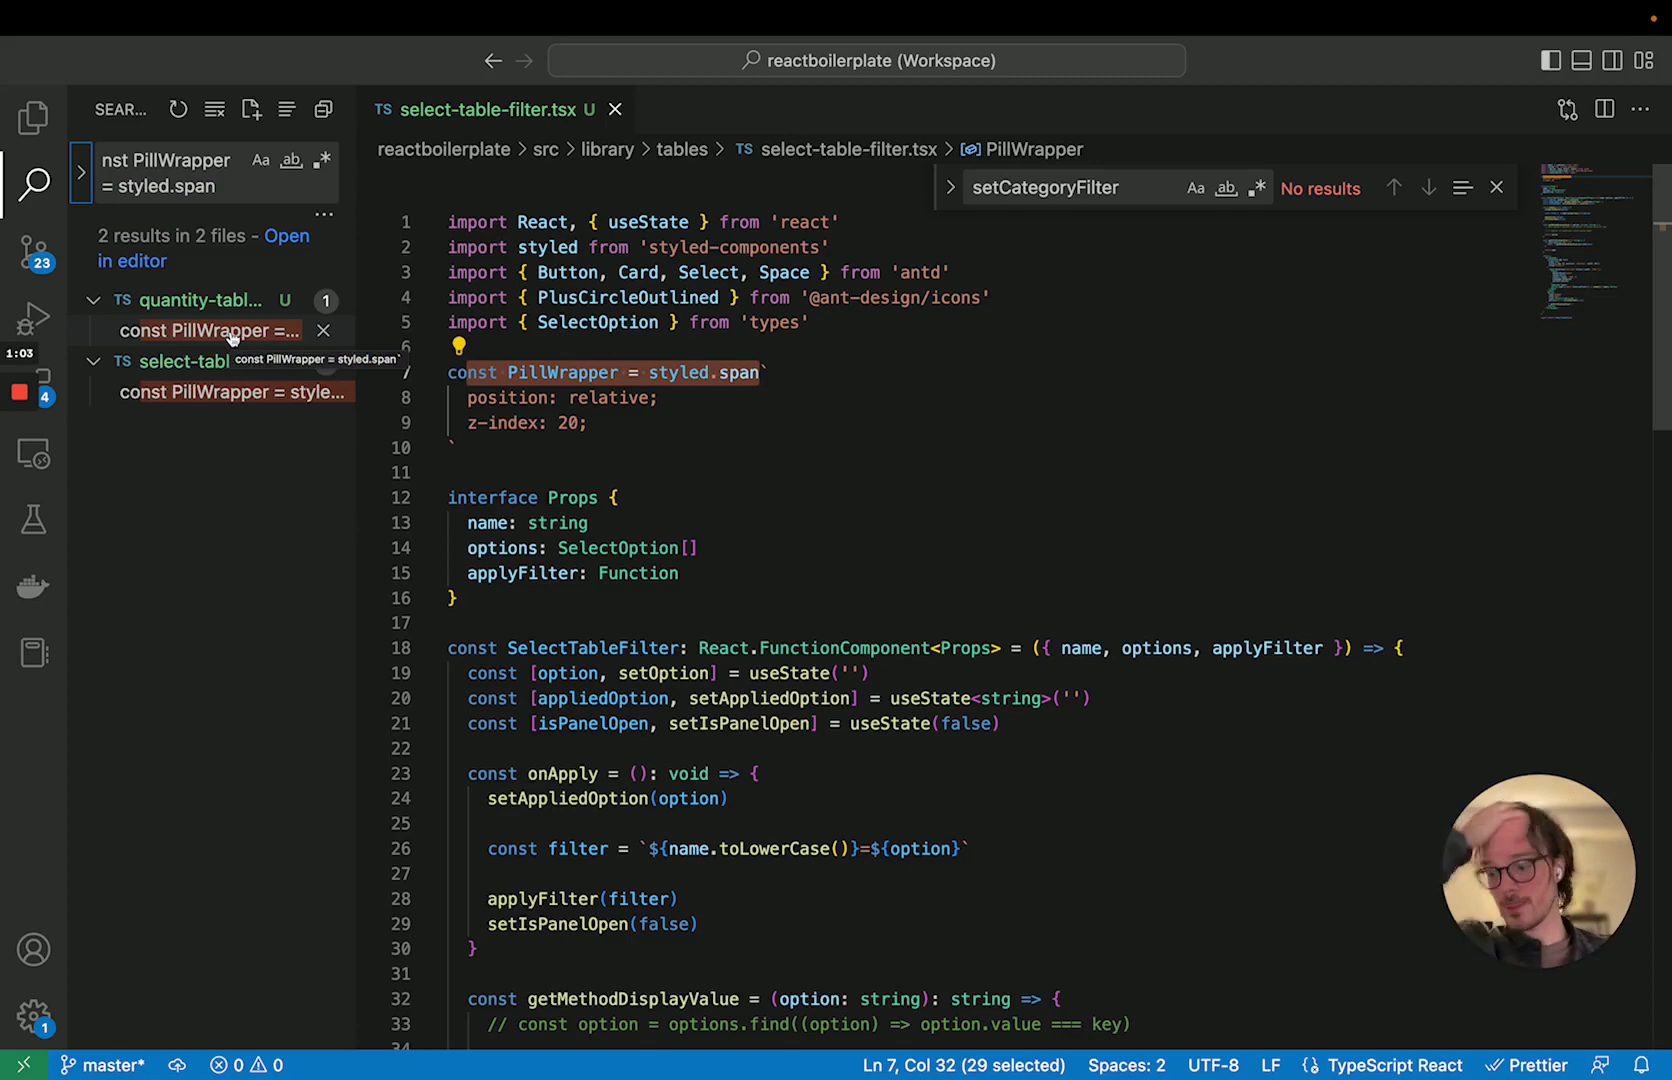 reactboilerplate (Workspace)
SEAR...
TS select-table-filter.tsx U
nst PillWrapper
= styled.span
Aa ab .*
reactboilerplate > src > library > tables > TS select-table-filter.tsx > PillWrapper
setCategoryFilter Aa ab .* No results
2 results in 2 files - Open
in editor
TS quantity-tabl... U 1
const PillWrapper =...
TS select-tabl
const PillWrapper = styled.span`
const PillWrapper = style...
23
1:03
4
1
1 import React, { useState } from 'react'
2 import styled from 'styled-components'
3 import { Button, Card, Select, Space } from 'antd'
4 import { PlusCircleOutlined } from '@ant-design/icons'
5 import { SelectOption } from 'types'
6
7 const PillWrapper = styled.span`
8 position: relative;
9 z-index: 20;
10 `
11
12 interface Props {
13 name: string
14 options: SelectOption[]
15 applyFilter: Function
16 }
17
18 const SelectTableFilter: React.FunctionComponent<Props> = ({ name, options, applyFilter }) => {
19 const [option, setOption] = useState('')
20 const [appliedOption, setAppliedOption] = useState<string>('')
21 const [isPanelOpen, setIsPanelOpen] = useState(false)
22
23 const onApply = (): void => {
24 setAppliedOption(option)
25
26 const filter = `${name.toLowerCase()}=${option}`
27
28 applyFilter(filter)
29 setIsPanelOpen(false)
30 }
31
32 const getMethodDisplayValue = (option: string): string => {
33 // const option = options.find((option) => option.value === key)
34
master* 0 0
Ln 7, Col 32 (29 selected) Spaces: 2 UTF-8 LF {} TypeScript React Prettier